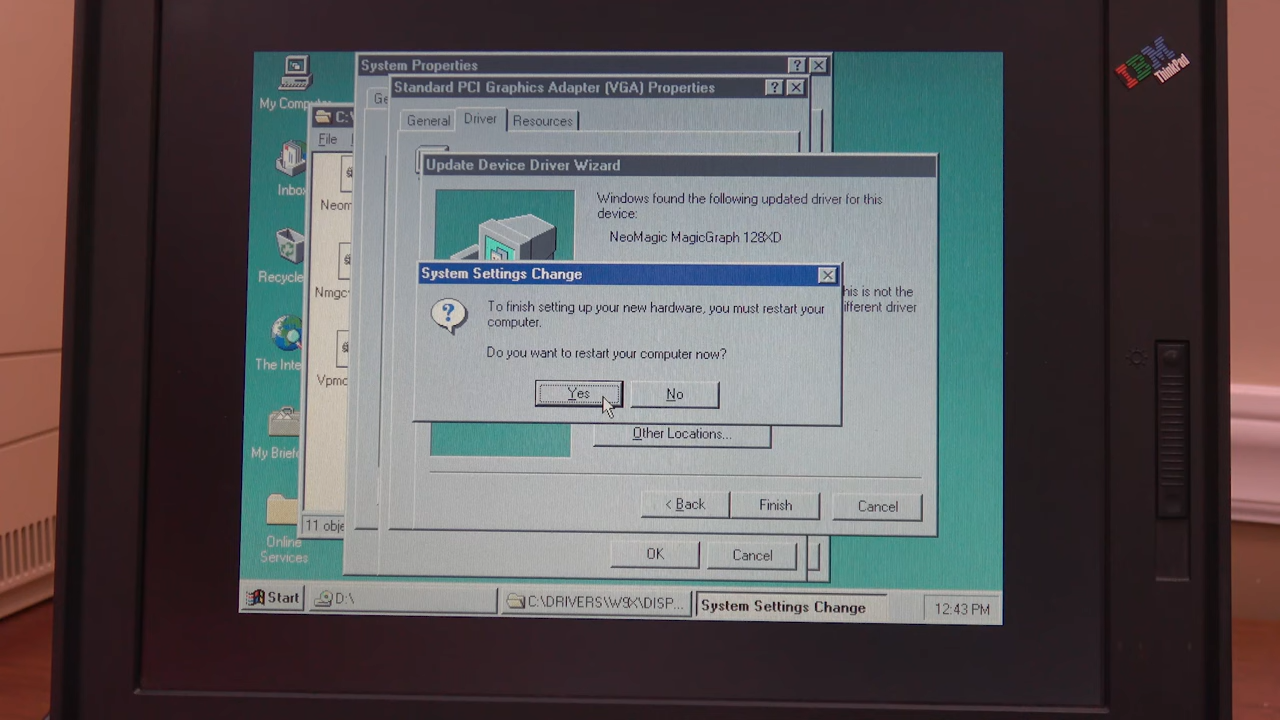 IBM
ThinkPad
System Properties
Standard PCI Graphics Adapter (VGA) Properties
My Compu
General
Driver
Resources
C:\
File
Update Device Driver Wizard
Windows found the following updated driver for this
device:
NeoMagic MagicGraph 128XD
Inbo
Neom
System Settings Change
Recycle
To finish setting up your new hardware, you must restart your
computer.
Do you want to restart your computer now?
Yes
No
his is not the
ifferent driver
Nmgc
The Inte
Vpmo
Other Locations...
My Briefc
< Back
Finish
Cancel
11 obje
Online
Services
OK
Cancel
Start
D:\
C:\DRIVERS\W9X\DISP...
System Settings Change
12:43 PM